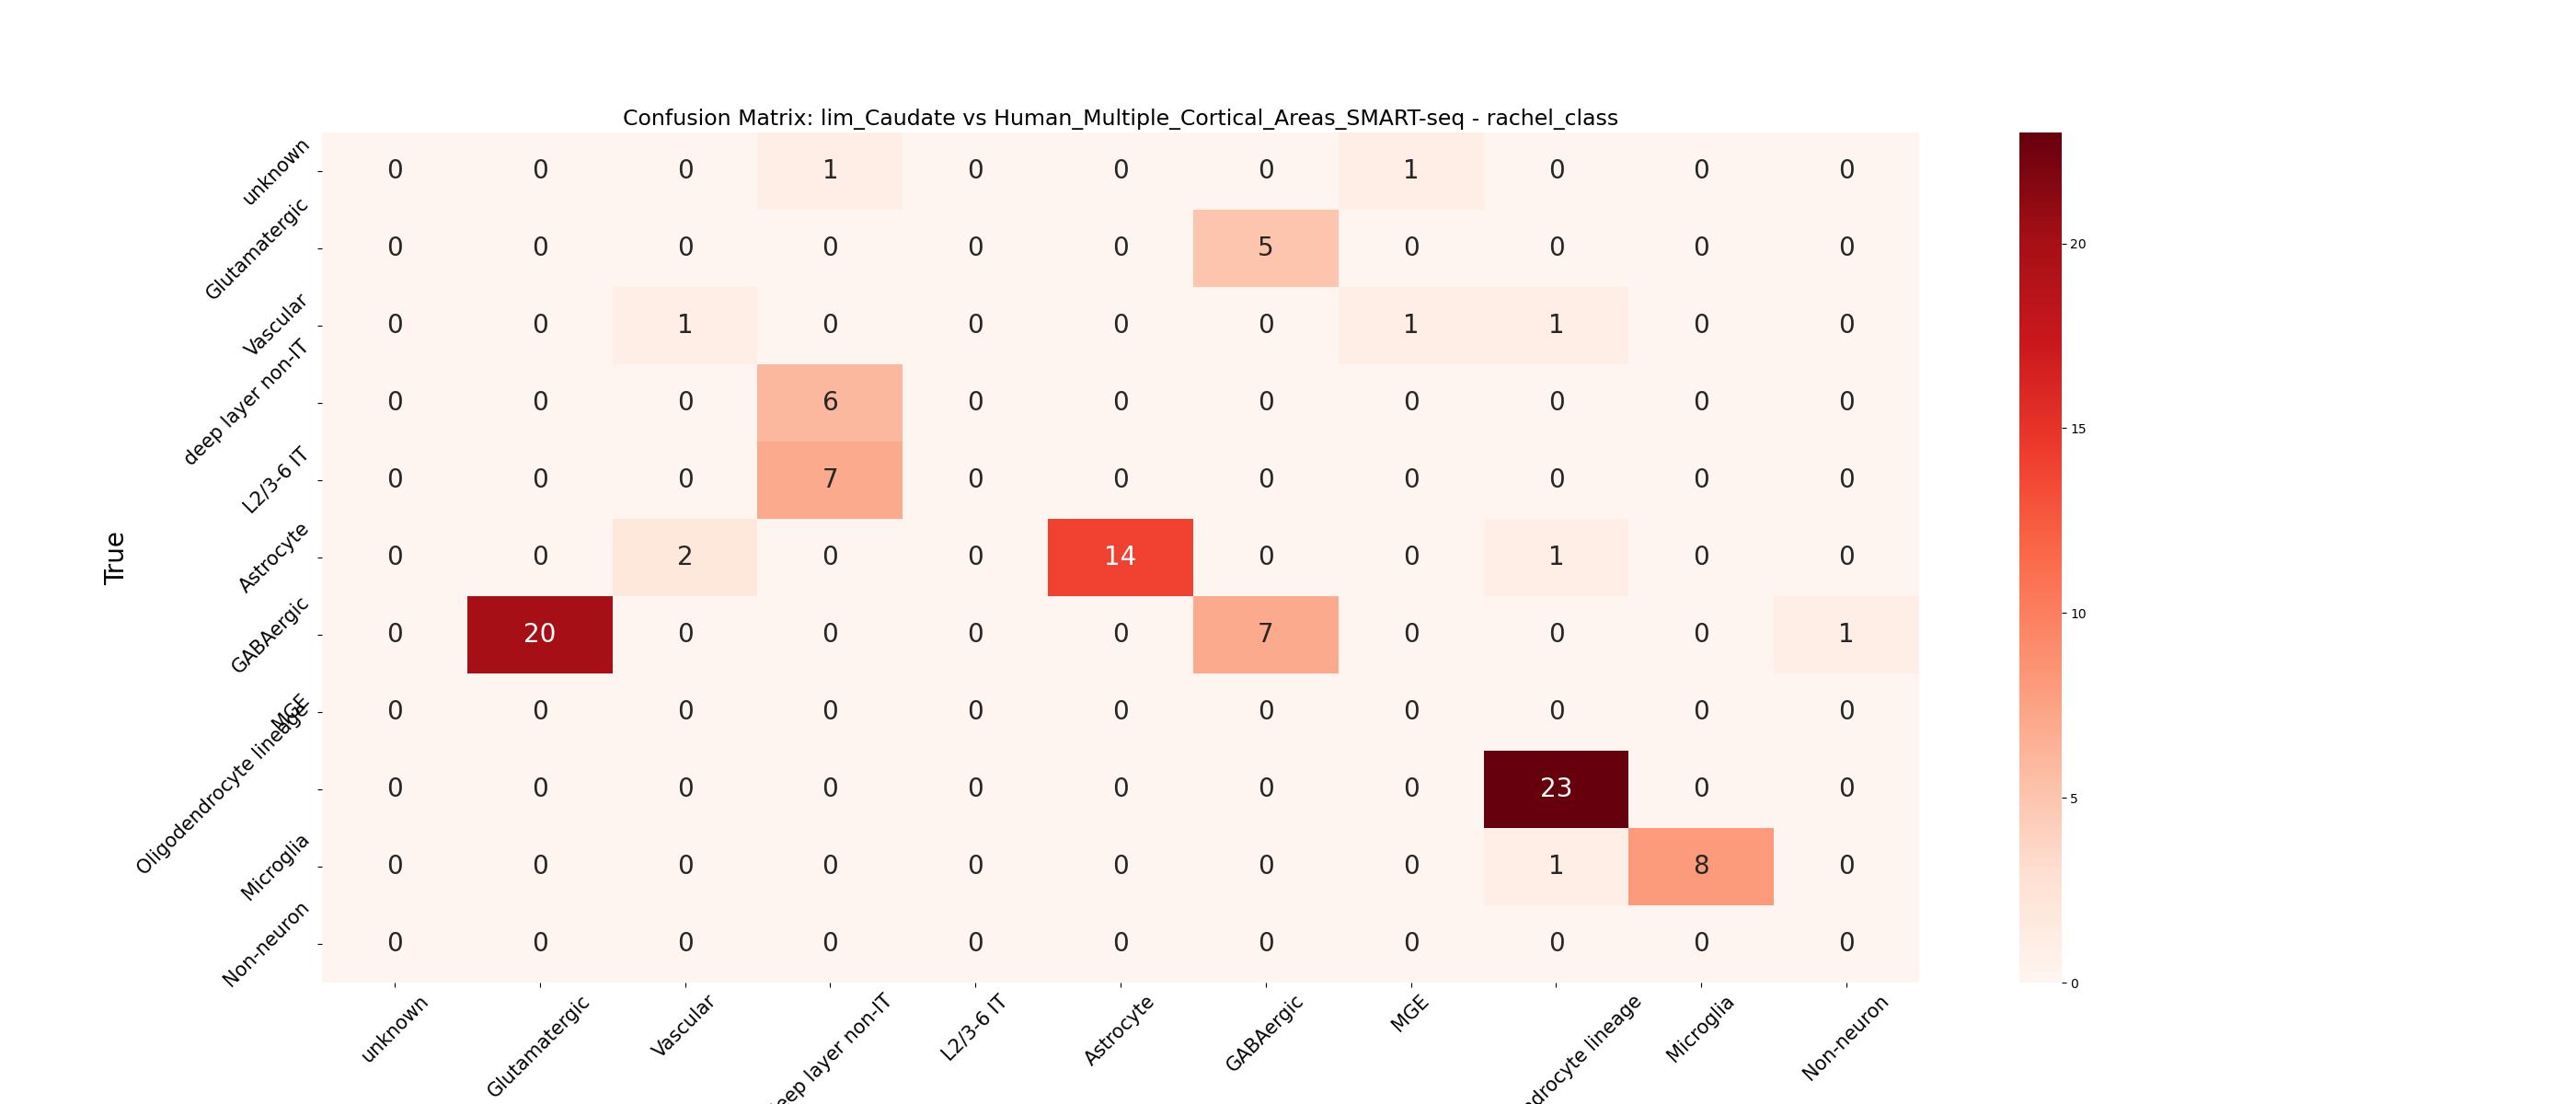 Confusion Matrix: lim_Caudate vs Human_Multiple_Cortical_Areas_SMART-seq - rachel_class
True
unknown 0 0 0 1 0 0 0 1 0 0 0
Glutamatergic 0 0 0 0 0 0 5 0 0 0 0
Vascular 0 0 1 0 0 0 0 1 1 0 0
deep layer non-IT 0 0 0 6 0 0 0 0 0 0 0
L2/3-6 IT 0 0 0 7 0 0 0 0 0 0 0
Astrocyte 0 0 2 0 0 14 0 0 1 0 0
GABAergic 0 20 0 0 0 0 7 0 0 0 1
MGE 0 0 0 0 0 0 0 0 0 0 0
Oligodendrocyte lineage 0 0 0 0 0 0 0 0 23 0 0
Microglia 0 0 0 0 0 0 0 0 1 8 0
Non-neuron 0 0 0 0 0 0 0 0 0 0 0
unknown
Glutamatergic
Vascular
eep layer non-IT
L2/3-6 IT
Astrocyte
GABAergic
MGE
ndrocyte lineage
Microglia
Non-neuron
20
15
10
5
0